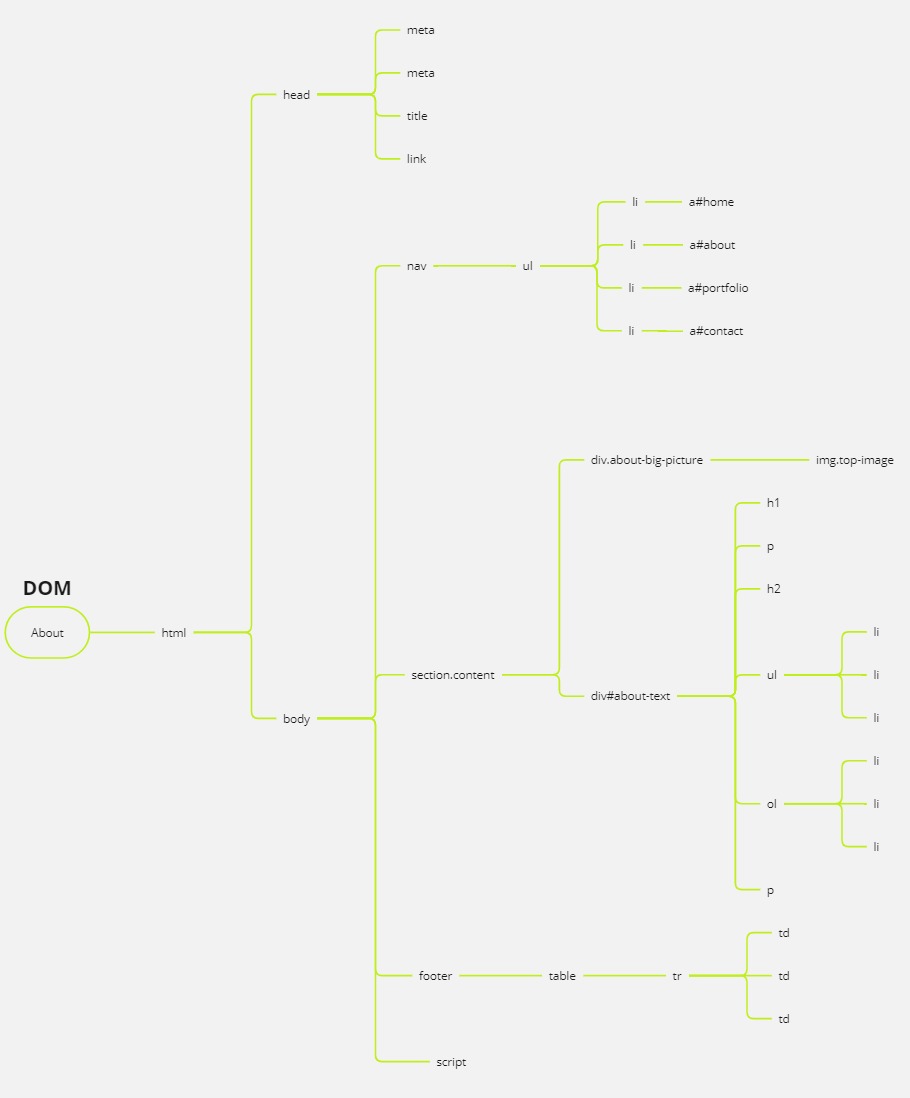 DOM
About
html
head
meta
meta
title
link
body
nav
ul
li
a#home
li
a#about
li
a#portfolio
li
a#contact
section.content
div.about-big-picture
img.top-image
div#about-text
h1
p
h2
ul
li
li
li
ol
li
li
li
p
footer
table
tr
td
td
td
script